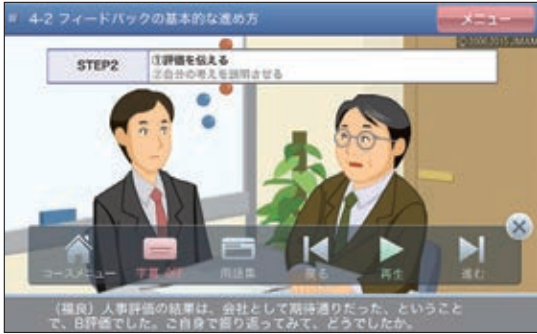 4-2 フィードバックの基本的な進め方
メニュー
©2006,2015 JMAM
STEP2
①評価を伝える
②自分の考えを説明させる
コースメニュー
字幕
用語集
戻る
再生
進む
(福良)人事評価の結果は、会社として期待通りだった、ということ
で、B評価でした。ご自身で振り返ってみて、どうでしたか。